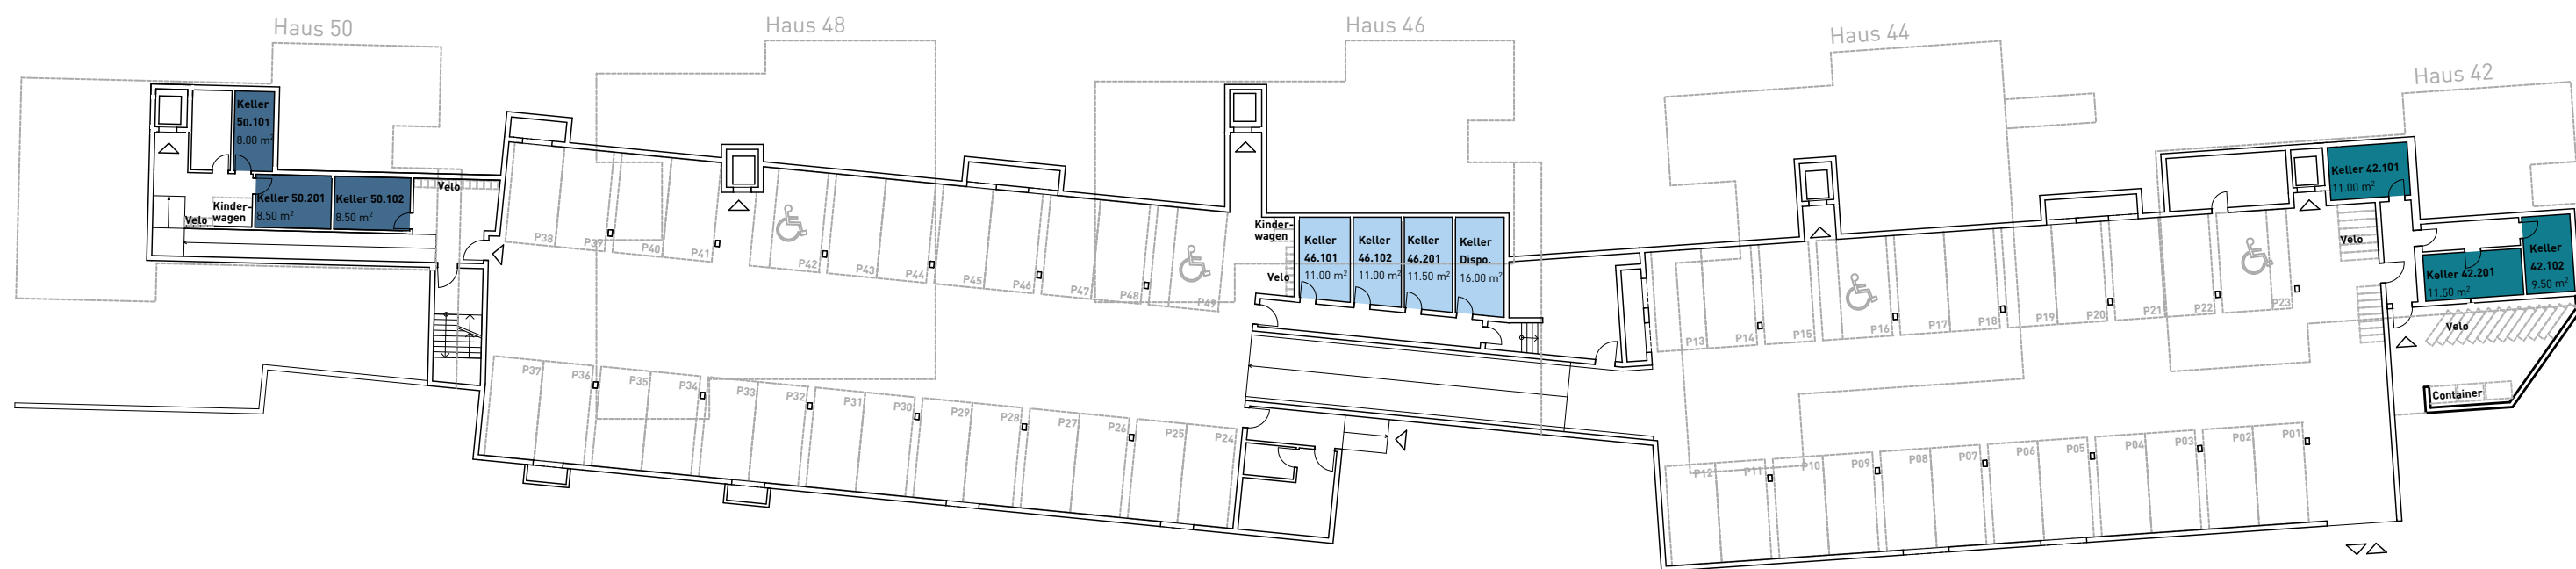 Haus 50
Haus 48
Haus 46
Haus 44
Haus 42
Keller
50.101
8.00 m²
Keller 50.201
8.50 m²
Keller 50.102
8.50 m²
Velo
Kinder-
wagen
Velo
P38
P39
P40
P41
P42
P43
P44
P45
P46
P47
P48
P49
Kinder-
wagen
Velo
Keller
46.101
11.00 m²
Keller
46.102
11.00 m²
Keller
46.201
11.50 m²
Keller
Dispo.
16.00 m²
P13
P14
P15
P16
P17
P18
P19
P20
P21
P22
P23
Keller 42.101
11.00 m²
Velo
Keller 42.201
11.50 m²
Keller
42.102
9.50 m²
Velo
Container
P37
P36
P35
P34
P33
P32
P31
P30
P29
P28
P27
P26
P25
P24
P12
P11
P10
P09
P08
P07
P06
P05
P04
P03
P02
P01